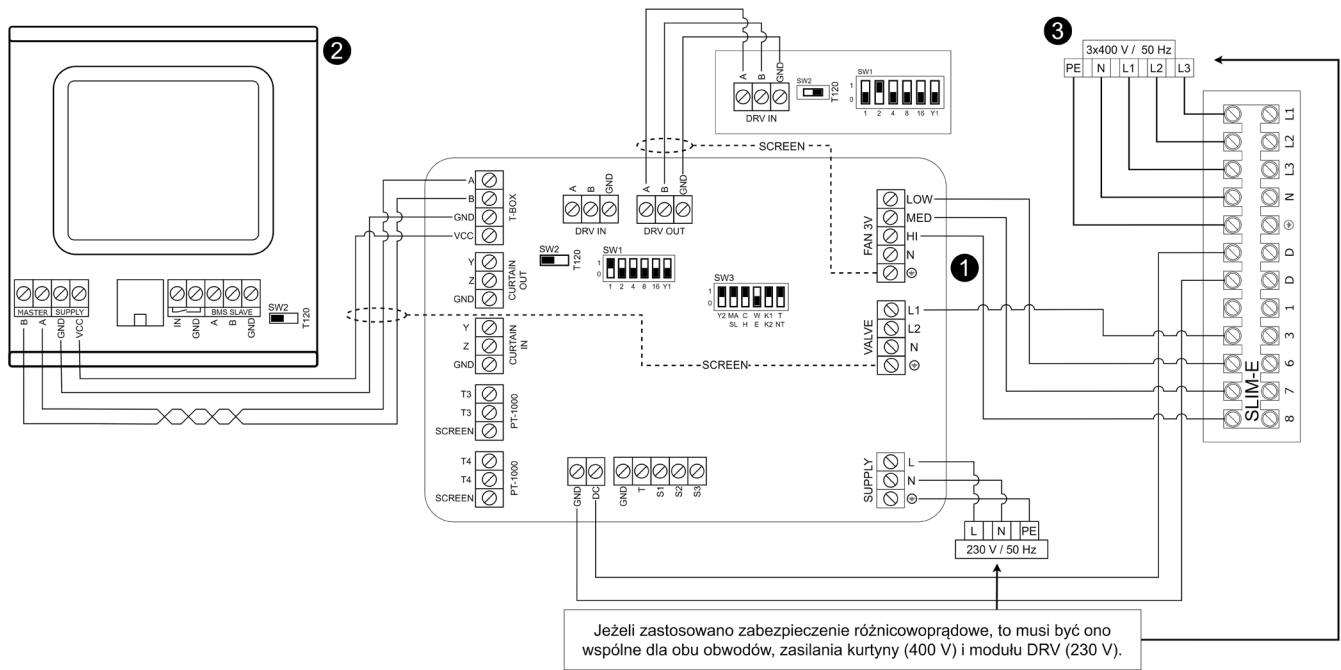 2
MASTER SUPPLY
B A GND VCC
IN GND A B GND
BMS SLAVE
SW2
T120
A B GND
DRV IN
SW2
T120
SW1
1
0
1 2 4 8 16 Y1
SCREEN
A
B
GND
VCC
T-BOX
Y
Z
GND
CURTAIN
OUT
Y
Z
GND
CURTAIN
IN
T3
T3
SCREEN
PT-1000
T4
T4
SCREEN
PT-1000
A B GND
DRV IN
A B GND
DRV OUT
SW2
T120
SW1
1
0
1 2 4 8 16 Y1
SW3
1
0
Y2 MA C W K1 T
SL H E K2 NT
SCREEN
GND DC
GND T S1 S2 S3
FAN 3V
LOW
MED
HI
N
1
VALVE
L1
L2
N
SUPPLY
L
N
L N PE
230 V / 50 Hz
3
3x400 V / 50 Hz
PE N L1 L2 L3
L1
L2
L3
N
D
D
1
3
6
7
8
SLIM-E
Jeżeli zastosowano zabezpieczenie różnicowoprądowe, to musi być ono
wspólne dla obu obwodów, zasilania kurtyny (400 V) i modułu DRV (230 V).